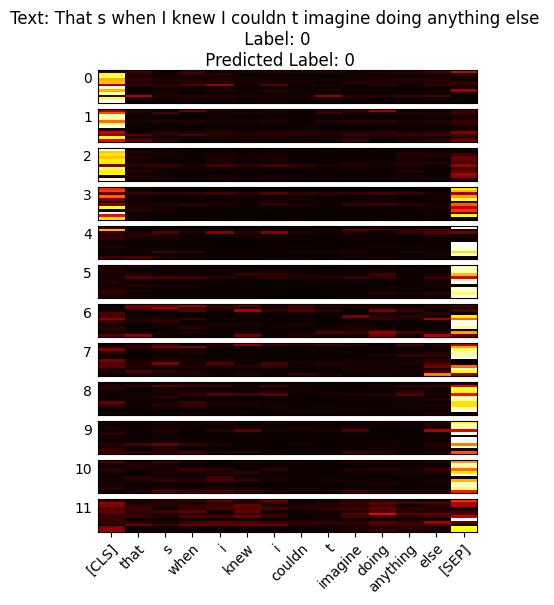 Text: That s when I knew I couldn t imagine doing anything else
Label: 0
Predicted Label: 0
0
1
2
3
4
5
6
7
8
9
10
11
[CLS]
that
s
when
i
knew
i
couldn
t
imagine
doing
anything
else
[SEP]